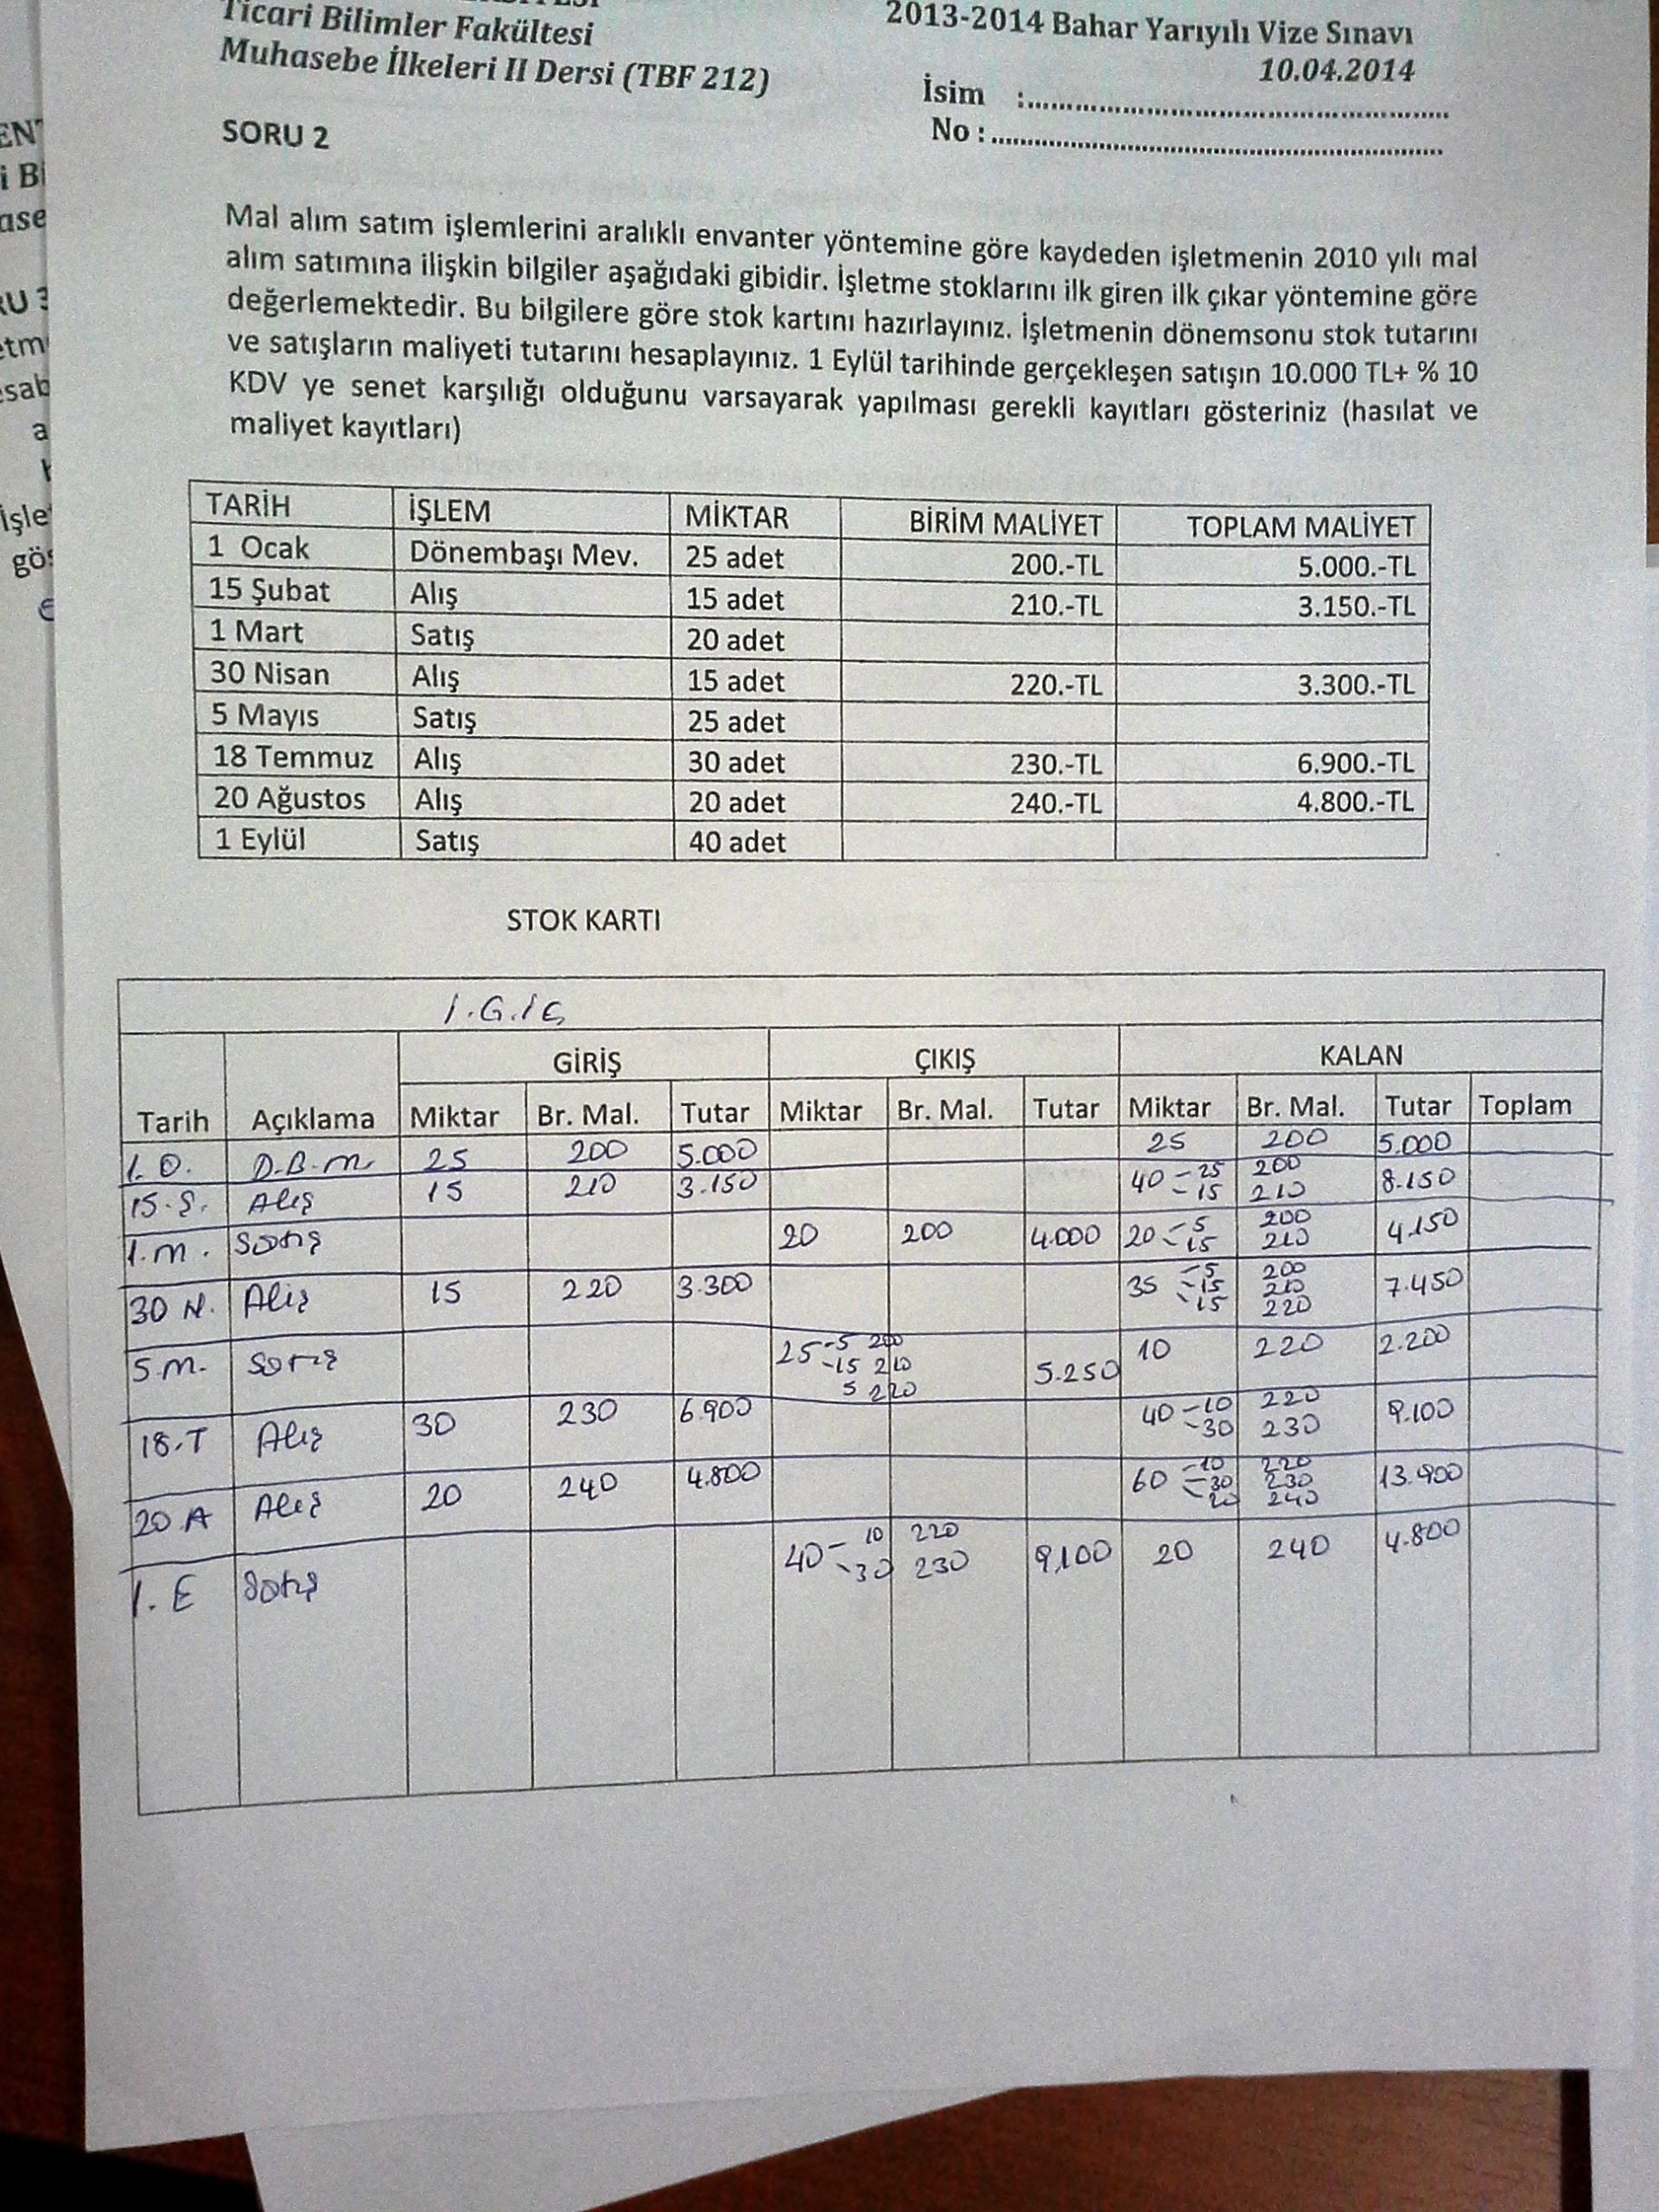 Ticari Bilimler Fakültesi
Muhasebe İlkeleri II Dersi (TBF 212)
2013-2014 Bahar Yarıyılı Vize Sınavı
10.04.2014
İsim :
No :
SORU 2
Mal alım satım işlemlerini aralıklı envanter yöntemine göre kaydeden işletmenin 2010 yılı mal
alım satımına ilişkin bilgiler aşağıdaki gibidir. İşletme stoklarını ilk giren ilk çıkar yöntemine göre
değerlemektedir. Bu bilgilere göre stok kartını hazırlayınız. İşletmenin dönemsonu stok tutarını
ve satışların maliyeti tutarını hesaplayınız. 1 Eylül tarihinde gerçekleşen satışın 10.000 TL+ % 10
KDV ye senet karşılığı olduğunu varsayarak yapılması gerekli kayıtları gösteriniz (hasılat ve
maliyet kayıtları)
TARİH İŞLEM MİKTAR BİRİM MALİYET TOPLAM MALİYET
1 Ocak Dönembaşı Mev. 25 adet 200.-TL 5.000.-TL
15 Şubat Alış 15 adet 210.-TL 3.150.-TL
1 Mart Satış 20 adet
30 Nisan Alış 15 adet 220.-TL 3.300.-TL
5 Mayıs Satış 25 adet
18 Temmuz Alış 30 adet 230.-TL 6.900.-TL
20 Ağustos Alış 20 adet 240.-TL 4.800.-TL
1 Eylül Satış 40 adet
STOK KARTI
İ.G.İÇ
GİRİŞ ÇIKIŞ KALAN
Tarih Açıklama Miktar Br. Mal. Tutar Miktar Br. Mal. Tutar Miktar Br. Mal. Tutar Toplam
1.O. D.B.M. 25 200 5.000 25 200 5.000
15.Ş. Alış 15 210 3.150 40 - 25 200 8.150
- 15 210
1.M. Satış 20 200 4.000 20 - 5 200 4.150
- 15 210
30 N. Alış 15 220 3.300 35 - 5 200 7.450
- 15 210
- 15 220
5.M. Satış 25 - 5 200 5.250 10 220 2.200
- 15 210
5 220
18.T Alış 30 230 6.900 40 - 10 220 9.100
- 30 230
20.A Alış 20 240 4.800 60 - 10 220 13.900
- 30 230
- 20 240
1.E Satış 40 - 10 220 9.100 20 240 4.800
- 30 230